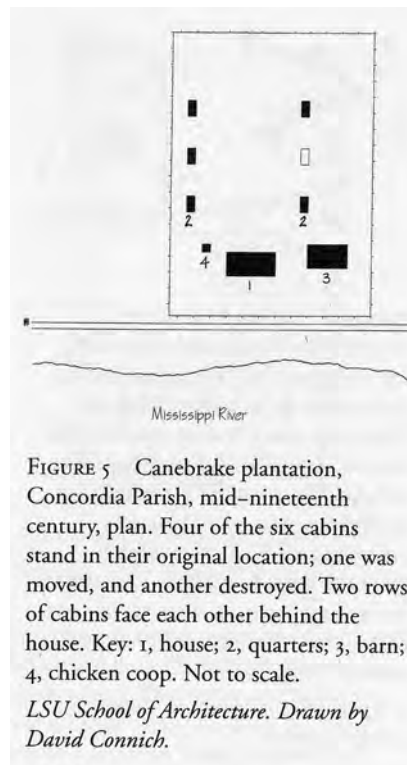 2
2
4
1
3
Mississippi River
FIGURE 5 Canebrake plantation,
Concordia Parish, mid–nineteenth
century, plan. Four of the six cabins
stand in their original location; one was
moved, and another destroyed. Two rows
of cabins face each other behind the
house. Key: 1, house; 2, quarters; 3, barn;
4, chicken coop. Not to scale.
LSU School of Architecture. Drawn by
David Connich.